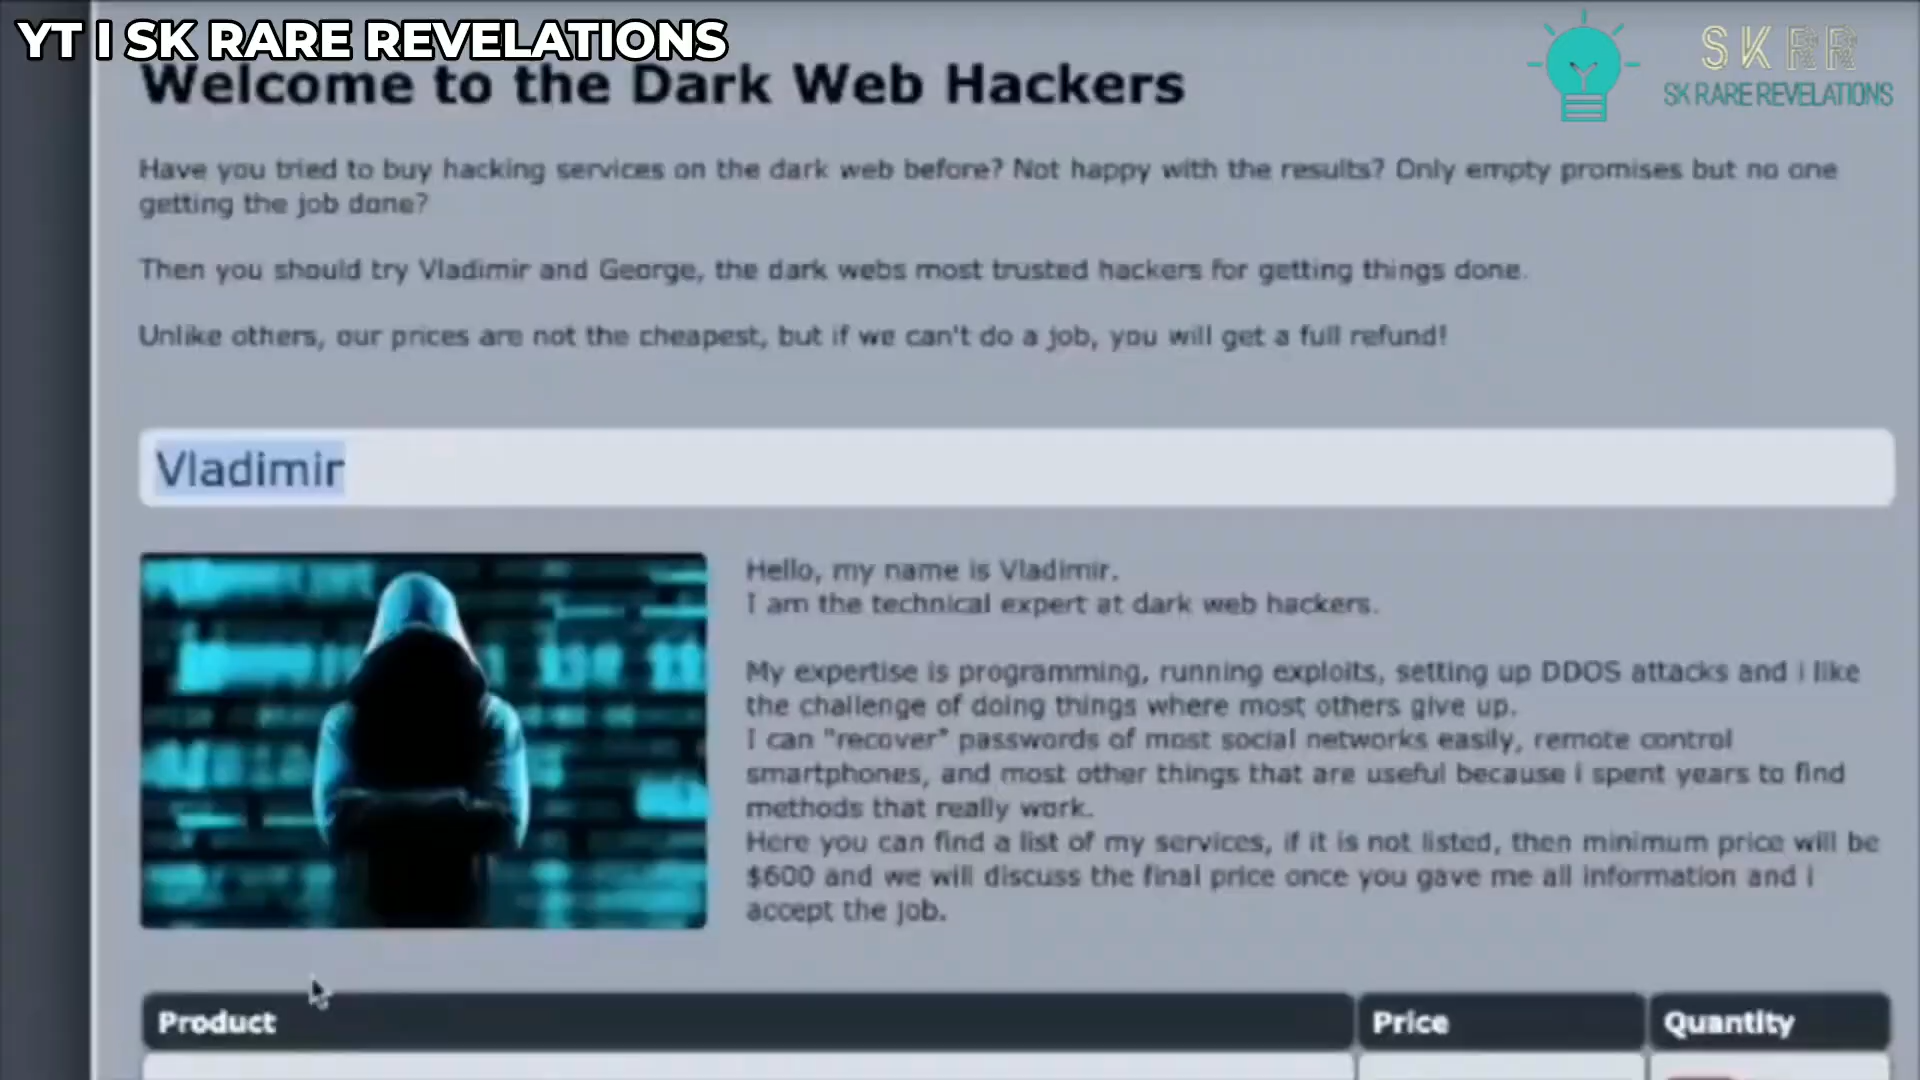 YT I SK RARE REVELATIONS
SKRR
SK RARE REVELATIONS
Welcome to the Dark Web Hackers
Have you tried to buy hacking services on the dark web before? Not happy with the results? Only empty promises but no one
getting the job done?
Then you should try Vladimir and George, the dark webs most trusted hackers for getting things done.
Unlike others, our prices are not the cheapest, but if we can't do a job, you will get a full refund!
Vladimir
Hello, my name is Vladimir.
I am the technical expert at dark web hackers.
My expertise is programming, running exploits, setting up DDOS attacks and i like
the challenge of doing things where most others give up.
I can "recover" passwords of most social networks easily, remote control
smartphones, and most other things that are useful because i spent years to find
methods that really work.
Here you can find a list of my services, if it is not listed, then minimum price will be
$600 and we will discuss the final price once you gave me all information and i
accept the job.
Product Price Quantity